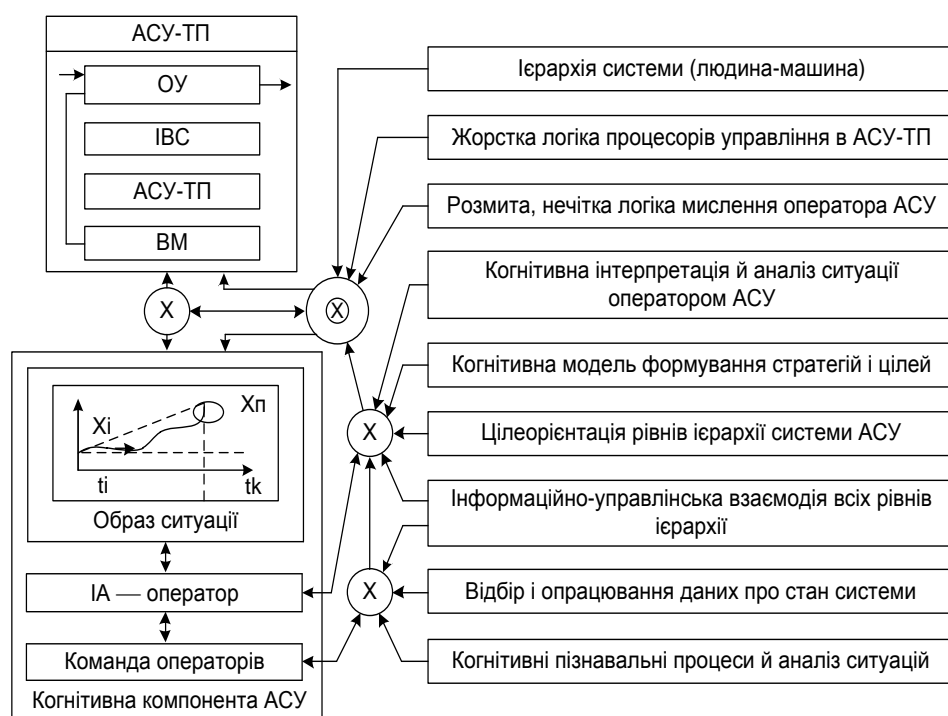 АСУ-ТП
ОУ
ІВС
АСУ-ТП
ВМ
X
X
Xі
Xп
ti
tk
Образ ситуації
ІА — оператор
Команда операторів
Когнітивна компонента АСУ
X
X
Ієрархія системи (людина-машина)
Жорстка логіка процесорів управління в АСУ-ТП
Розмита, нечітка логіка мислення оператора АСУ
Когнітивна інтерпретація й аналіз ситуації
оператором АСУ
Когнітивна модель формування стратегій і цілей
Цілеорієнтація рівнів ієрархії системи АСУ
Інформаційно-управлінська взаємодія всіх рівнів
ієрархії
Відбір і опрацювання даних про стан системи
Когнітивні пізнавальні процеси й аналіз ситуацій